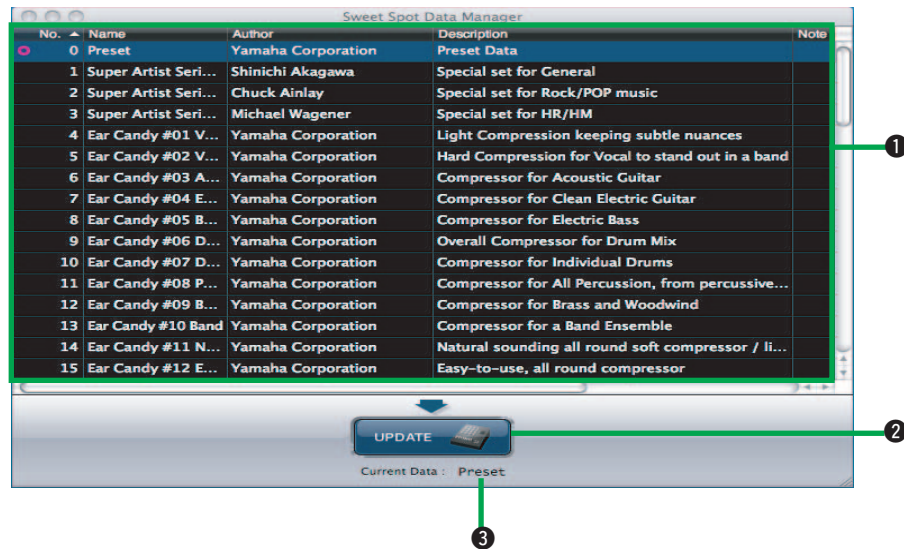 Sweet Spot Data Manager
No. Name Author Description Note
0 Preset Yamaha Corporation Preset Data
1 Super Artist Seri... Shinichi Akagawa Special set for General
2 Super Artist Seri... Chuck Ainlay Special set for Rock/POP music
3 Super Artist Seri... Michael Wagener Special set for HR/HM
4 Ear Candy #01 V... Yamaha Corporation Light Compression keeping subtle nuances
5 Ear Candy #02 V... Yamaha Corporation Hard Compression for Vocal to stand out in a band
6 Ear Candy #03 A... Yamaha Corporation Compressor for Acoustic Guitar
7 Ear Candy #04 E... Yamaha Corporation Compressor for Clean Electric Guitar
8 Ear Candy #05 B... Yamaha Corporation Compressor for Electric Bass
9 Ear Candy #06 D... Yamaha Corporation Overall Compressor for Drum Mix
10 Ear Candy #07 D... Yamaha Corporation Compressor for Individual Drums
11 Ear Candy #08 P... Yamaha Corporation Compressor for All Percussion, from percussive...
12 Ear Candy #09 B... Yamaha Corporation Compressor for Brass and Woodwind
13 Ear Candy #10 Band Yamaha Corporation Compressor for a Band Ensemble
14 Ear Candy #11 N... Yamaha Corporation Natural sounding all round soft compressor / li...
15 Ear Candy #12 E... Yamaha Corporation Easy-to-use, all round compressor
❶
UPDATE
❷
Current Data : Preset
❸